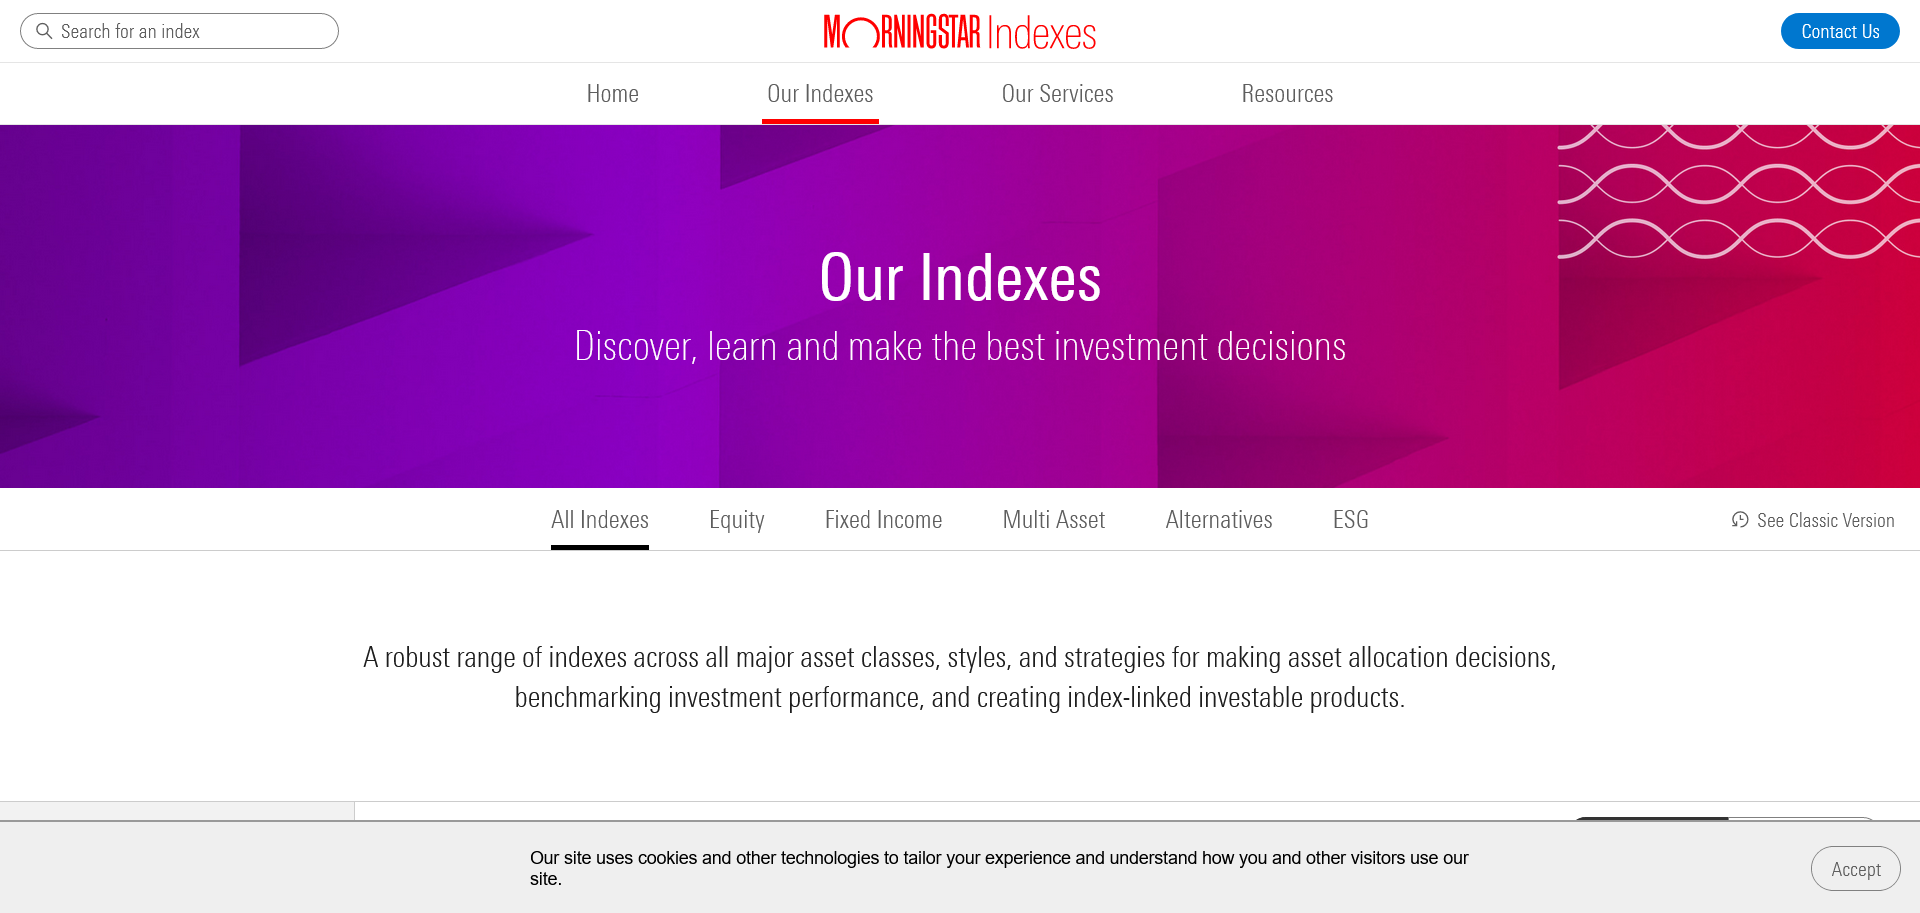 Search for an index
MORNINGSTAR Indexes
Contact Us
Home
Our Indexes
Our Services
Resources
Our Indexes
Discover, learn and make the best investment decisions
All Indexes
Equity
Fixed Income
Multi Asset
Alternatives
ESG
See Classic Version
A robust range of indexes across all major asset classes, styles, and strategies for making asset allocation decisions,
benchmarking investment performance, and creating index-linked investable products.
Our site uses cookies and other technologies to tailor your experience and understand how you and other visitors use our
site.
Accept